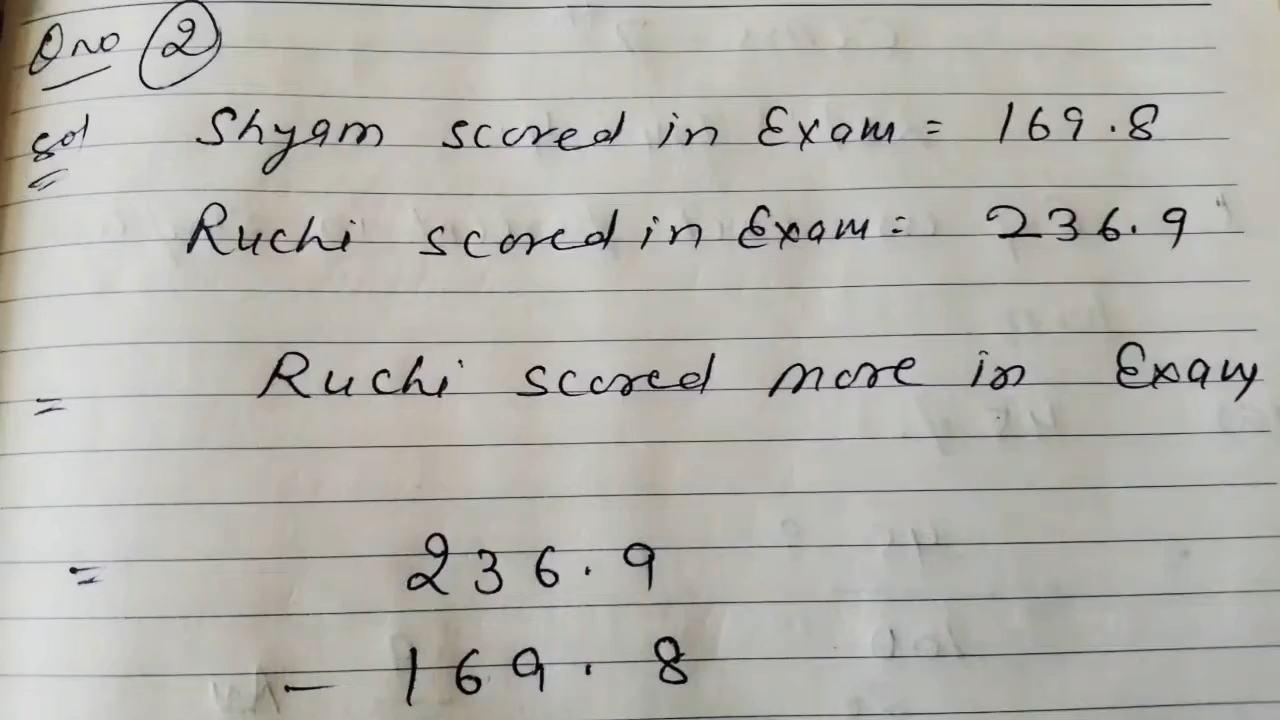 Qno 2
Sol Shyam scored in Exam = 169.8
Ruchi scored in Exam = 236.9
= Ruchi scored more in Exam
= 236.9
- 169.8